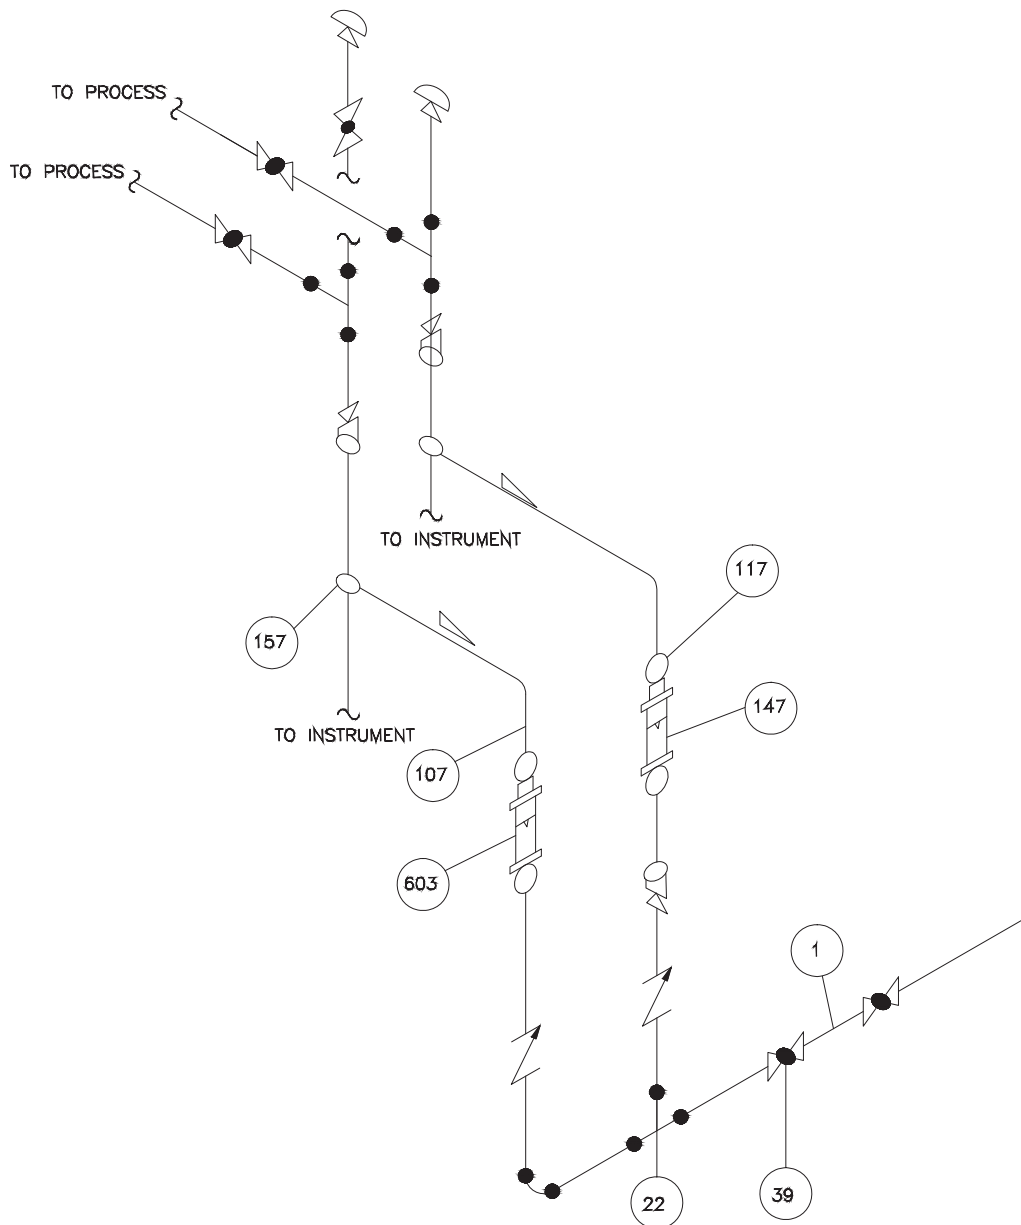 TO PROCESS
TO PROCESS
TO INSTRUMENT
117
157
147
TO INSTRUMENT
107
603
1
22
39